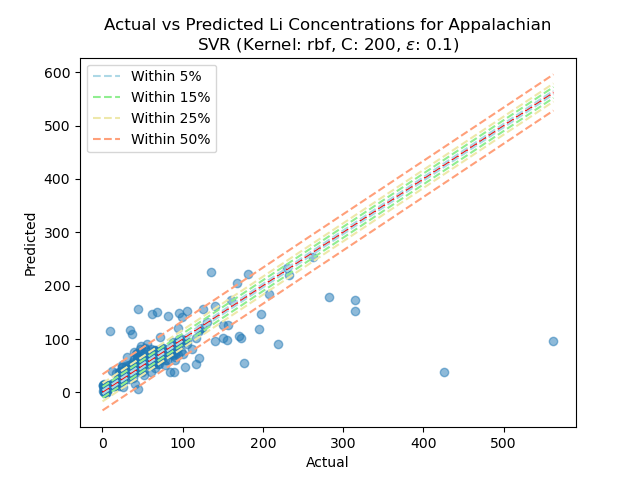 Actual vs Predicted Li Concentrations for Appalachian
SVR (Kernel: rbf, C: 200, ε: 0.1)
Within 5%
Within 15%
Within 25%
Within 50%
Predicted
600
500
400
300
200
100
0
0 100 200 300 400 500
Actual